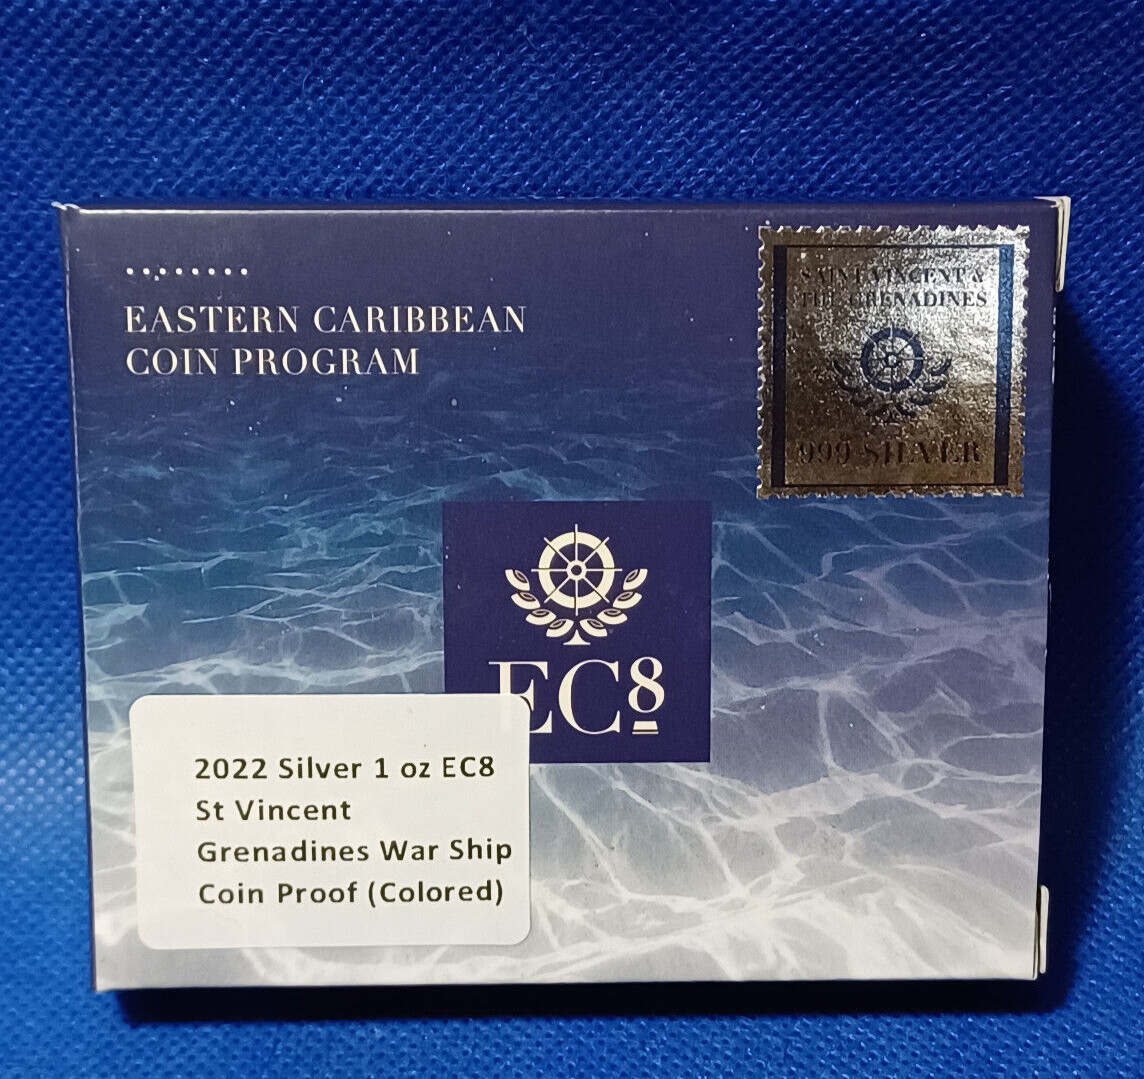 EASTERN CARIBBEAN
COIN PROGRAM
SAINT VINCENT &
THE GRENADINES
999 SILVER
EC8
2022 Silver 1 oz EC8
St Vincent
Grenadines War Ship
Coin Proof (Colored)